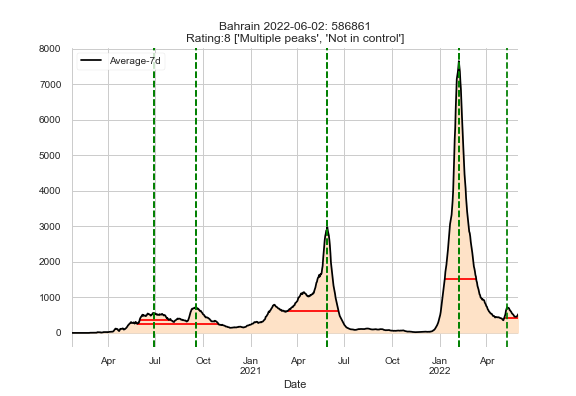 Bahrain 2022-06-02: 586861
Rating:8 ['Multiple peaks', 'Not in control']
Average-7d
8000
7000
6000
5000
4000
3000
2000
1000
0
Apr Jul Oct Jan Apr Jul Oct Jan Apr
2021 2022
Date